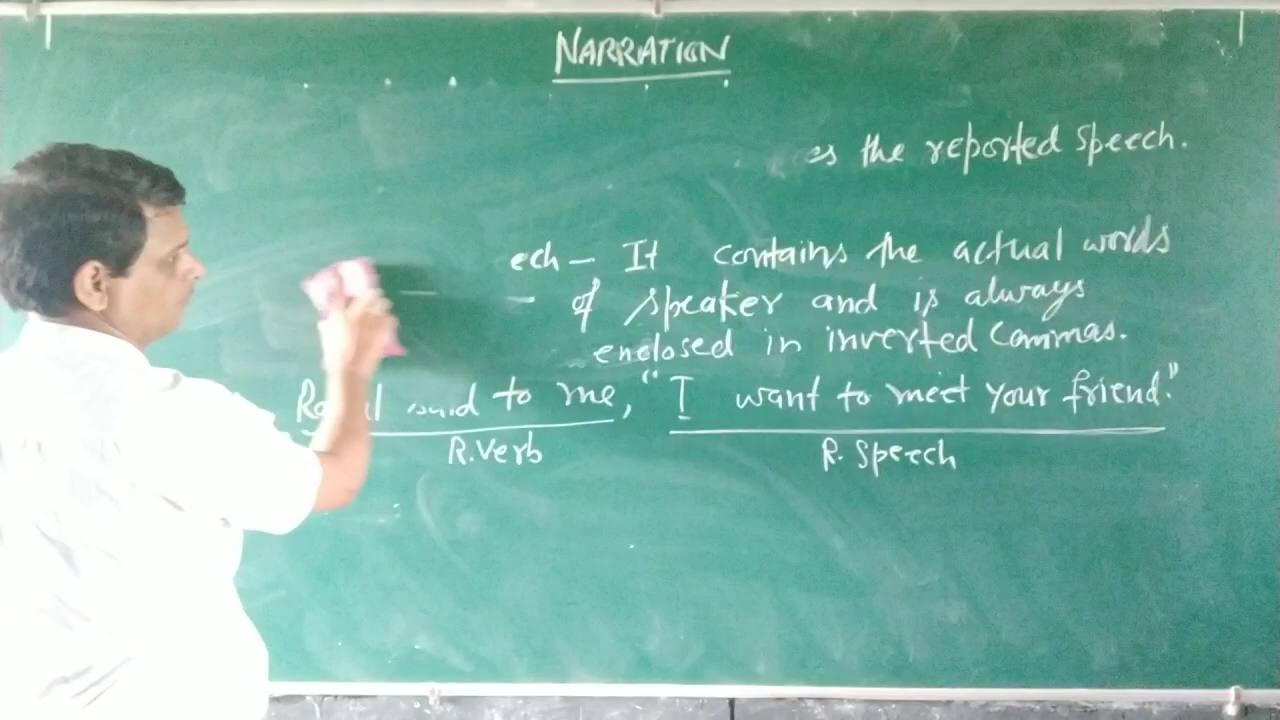 NARRATION
es the reported speech.
ech – It contains the actual words
– of speaker and is always
enclosed in inverted commas.
said to me, "I want to meet your friend."
R. Verb R. Speech